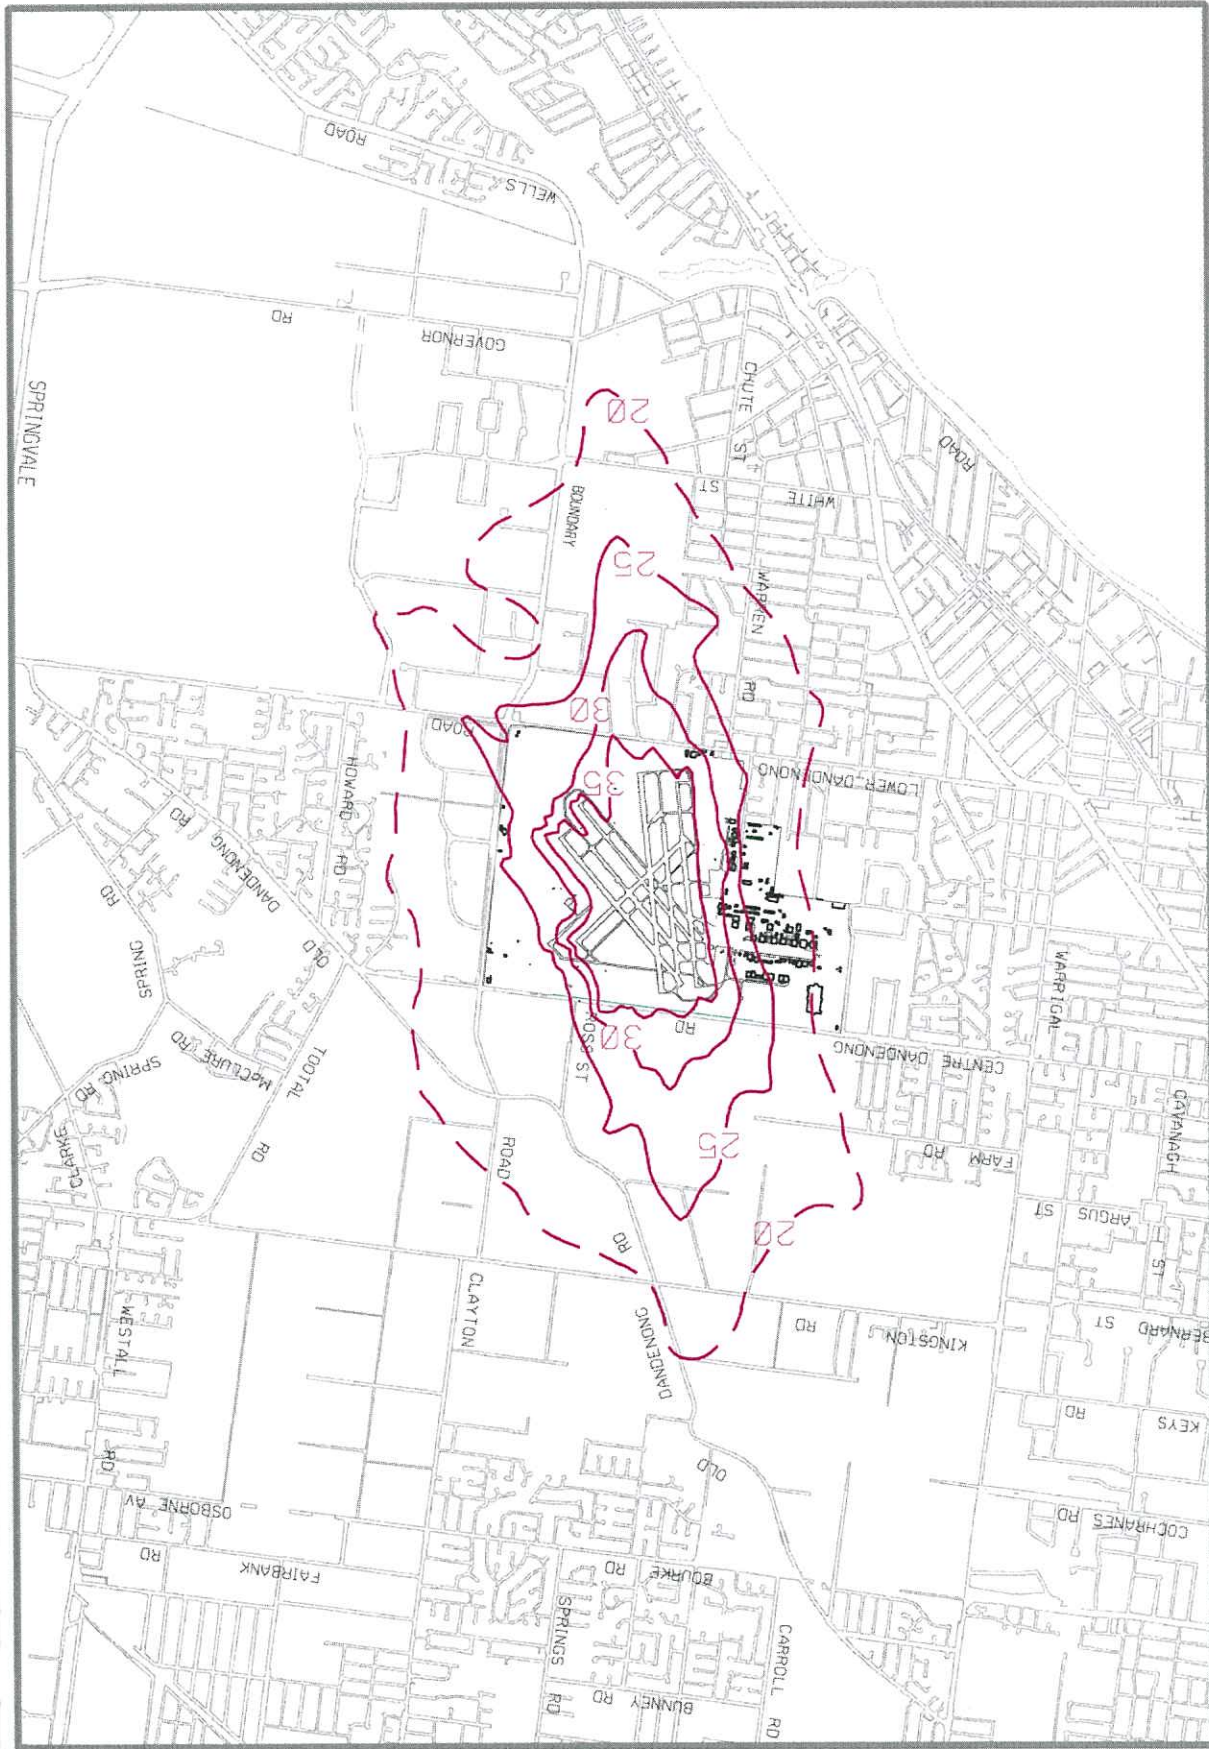 ROAD
WELLS
RD
GOVERNOR
SPRINGVALE
20
CHUTE
ST
ROAD
ST
WHITE
BOUNDARY
25
WARREN
RD
30
ROAD
35
LOWER DANDENONG
HOWARD
RD
RD
DANDENONG
OLD
RD
SPRING
SPRING RD
McCLURE RD
TOOTAL
RD
CLARKE
RD
30
ROSS
ST
RD
CENTRE DANDENONG
WARRIGAL
CAVANAGH
ST
FARM RD
25
ROAD
ARGUS ST
20
RD
CLAYTON
DANDENONG
RD
KINGSTON
BERNARD ST
WESTALL
RD
RD
KEYS
OLD
OSBORNE AV
COCHRANES RD
RD
FAIRBANK
RD
BOURKE
SPRINGS
RD
BUNNEY RD
CARROLL
RD